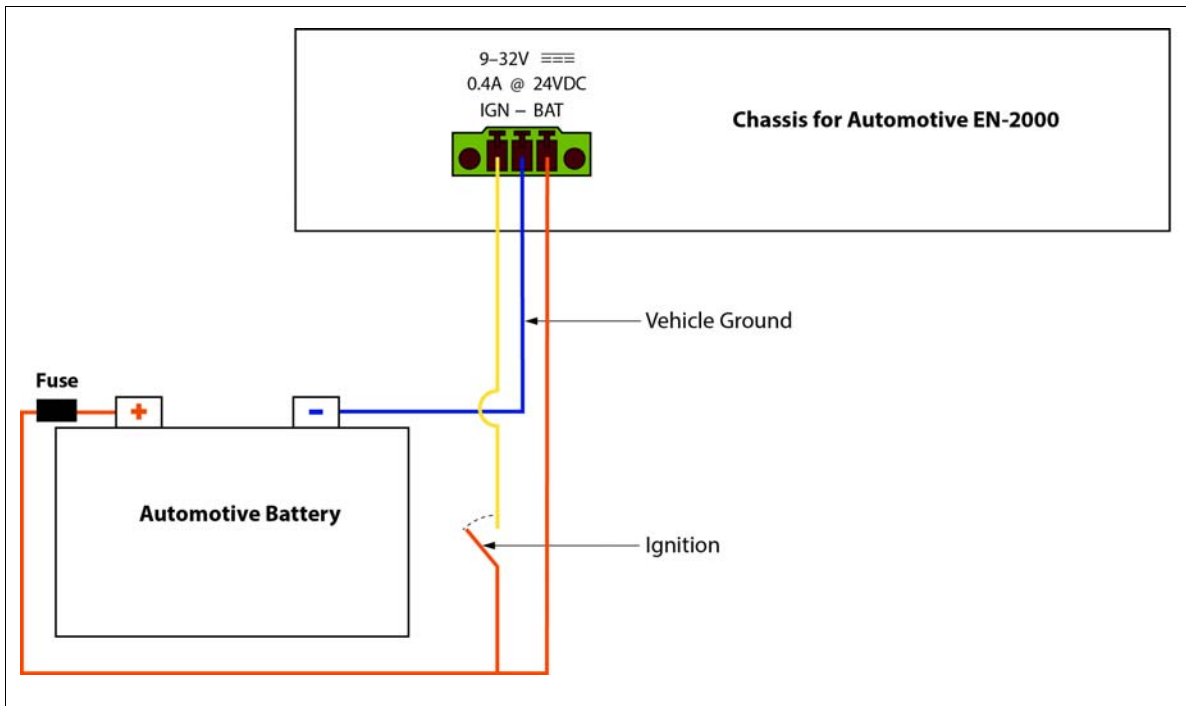 9–32V ⎓
0.4A @ 24VDC
IGN – BAT
Chassis for Automotive EN-2000
Vehicle Ground
Fuse
+
-
Automotive Battery
Ignition